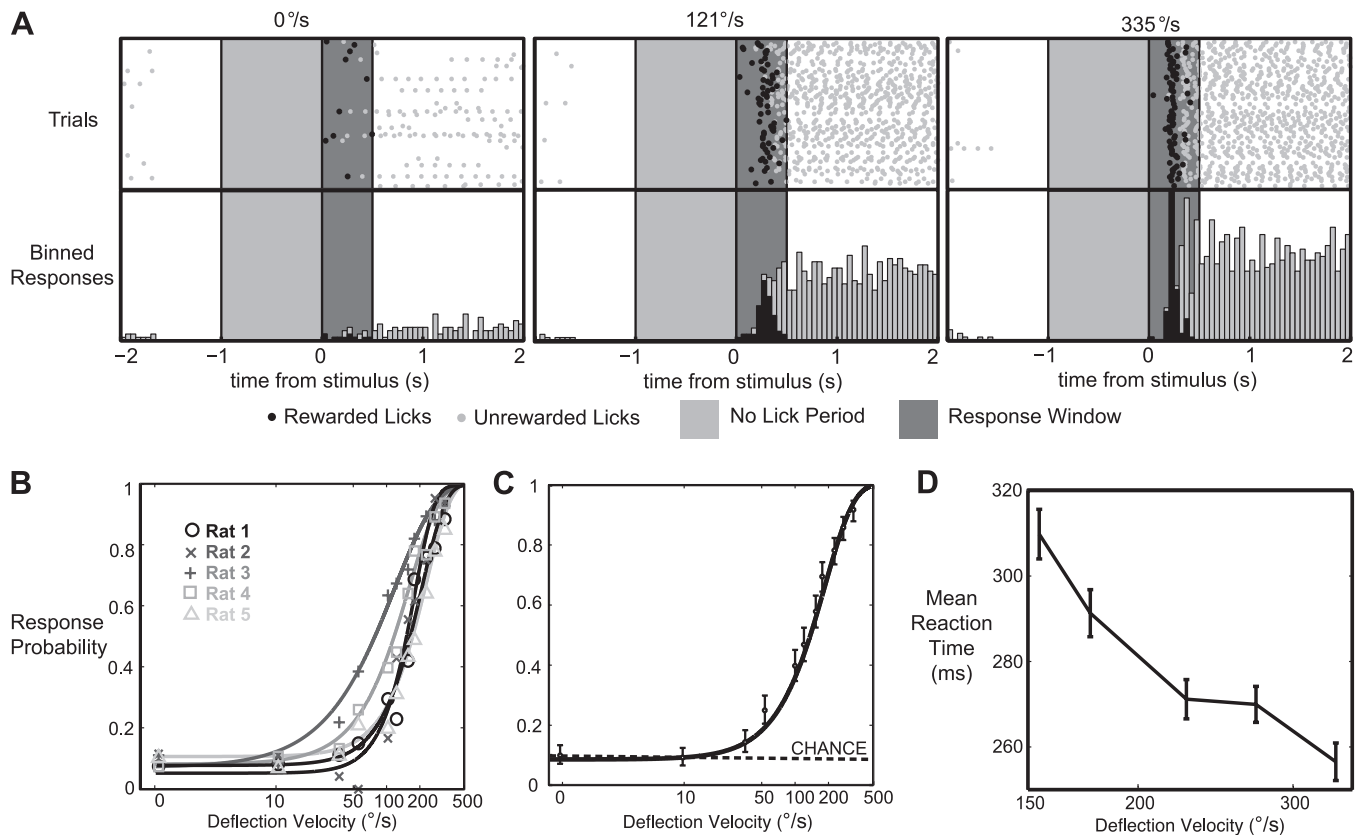 A
0°/s
121°/s
335°/s
Trials
Binned
Responses
−2
−1
0
1
2
−1
0
1
2
−1
0
1
2
time from stimulus (s)
time from stimulus (s)
time from stimulus (s)
Rewarded Licks
Unrewarded Licks
No Lick Period
Response Window
B
Response
Probability
1
0.8
0.6
0.4
0.2
0
Rat 1
Rat 2
Rat 3
Rat 4
Rat 5
0
10
50
100
200
500
Deflection Velocity (°/s)
C
1
0.8
0.6
0.4
0.2
0
CHANCE
0
10
50
100
200
500
Deflection Velocity (°/s)
D
Mean
Reaction
Time
(ms)
320
300
280
260
150
200
300
Deflection Velocity (°/s)